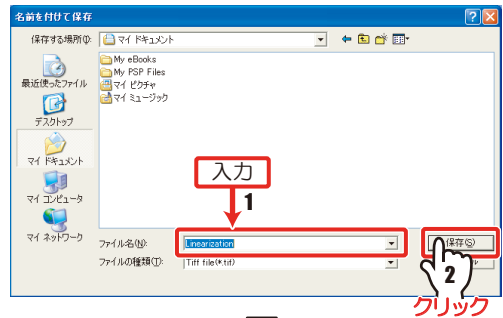 名前を付けて保存
保存する場所(I):
マイ ドキュメント
My eBooks
My PSP Files
マイ ピクチャ
マイ ミュージック
最近使ったファイル
デスクトップ
マイ ドキュメント
マイ コンピュータ
マイ ネットワーク
入力
1
ファイル名(N):
Linearization
保存(S)
ファイルの種類(T):
Tiff file(*.tif)
2
クリック